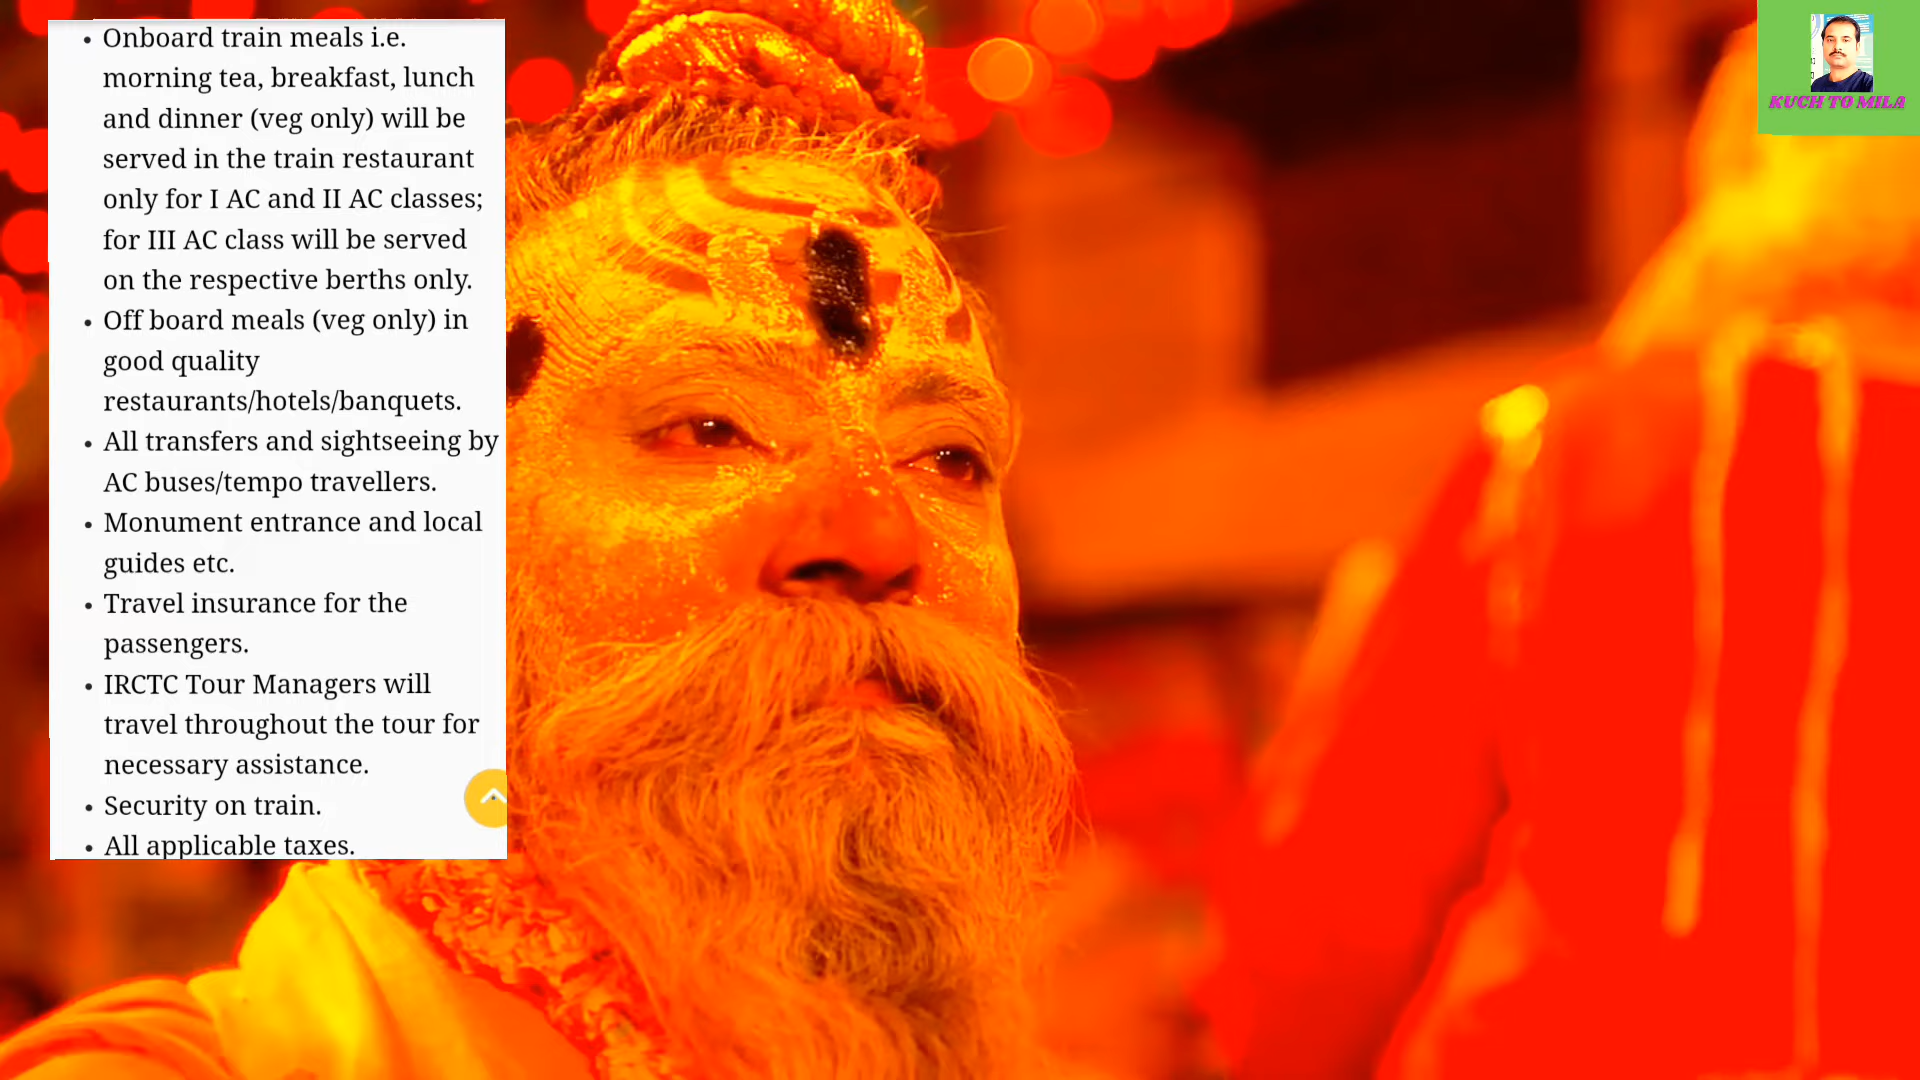 • Onboard train meals i.e.
morning tea, breakfast, lunch
and dinner (veg only) will be
served in the train restaurant
only for I AC and II AC classes;
for III AC class will be served
on the respective berths only.
• Off board meals (veg only) in
good quality
restaurants/hotels/banquets.
• All transfers and sightseeing by
AC buses/tempo travellers.
• Monument entrance and local
guides etc.
• Travel insurance for the
passengers.
• IRCTC Tour Managers will
travel throughout the tour for
necessary assistance.
• Security on train.
• All applicable taxes.
KUCH TO MILA